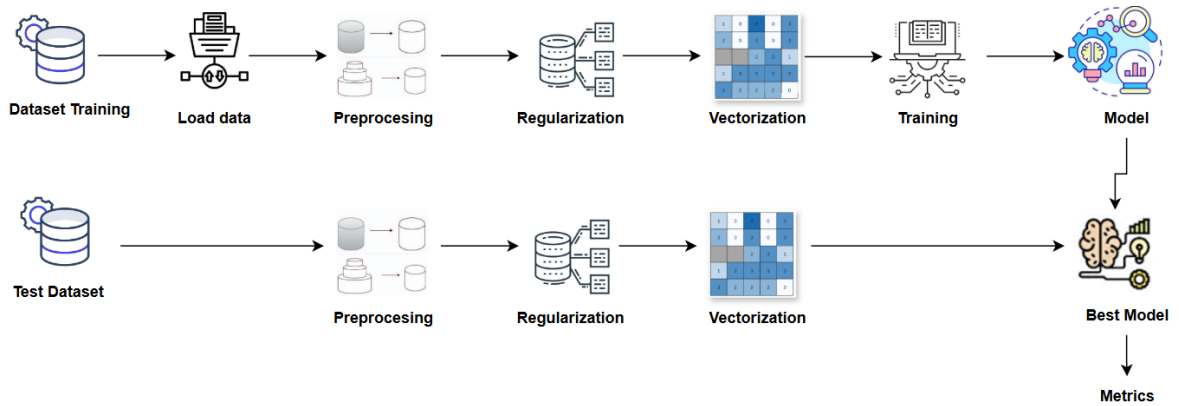 Dataset Training
Load data
Preprocesing
Regularization
Vectorization
Training
Model
Test Dataset
Preprocesing
Regularization
Vectorization
Best Model
Metrics